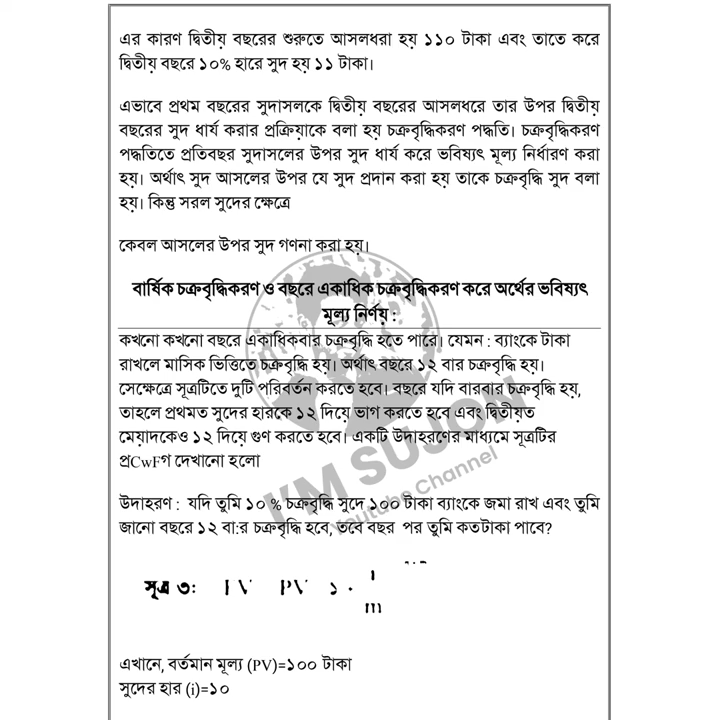 এর কারণ দ্বিতীয় বছরের শুরুতে আসলধরা হয় ১১০ টাকা এবং তাতে করে
দ্বিতীয় বছরে ১০% হারে সুদ হয় ১১ টাকা।
এভাবে প্রথম বছরের সুদাসলকে দ্বিতীয় বছরের আসলধরে তার উপর দ্বিতীয়
বছরের সুদ ধার্য করার প্রক্রিয়াকে বলা হয় চক্রবৃদ্ধিকরণ পদ্ধতি। চক্রবৃদ্ধিকরণ
পদ্ধতিতে প্রতিবছর সুদাসলের উপর সুদ ধার্য করে ভবিষ্যৎ মূল্য নির্ধারণ করা
হয়। অর্থাৎ সুদ আসলের উপর যে সুদ প্রদান করা হয় তাকে চক্রবৃদ্ধি সুদ বলা
হয়। কিন্তু সরল সুদের ক্ষেত্রে
কেবল আসলের উপর সুদ গণনা করা হয়।
বার্ষিক চক্রবৃদ্ধিকরণ ও বছরে একাধিক চক্রবৃদ্ধিকরণ করে অর্থের ভবিষ্যৎ
মূল্য নির্ণয় :
কখনো কখনো বছরে একাধিকবার চক্রবৃদ্ধি হতে পারে। যেমন : ব্যাংকে টাকা
রাখলে মাসিক ভিত্তিতে চক্রবৃদ্ধি হয়। অর্থাৎ বছরে ১২ বার চক্রবৃদ্ধি হয়।
সেক্ষেত্রে সূত্রটিতে দুটি পরিবর্তন করতে হবে। বছরে যদি বারবার চক্রবৃদ্ধি হয়,
তাহলে প্রথমত সুদের হারকে ১২ দিয়ে ভাগ করতে হবে এবং দ্বিতীয়ত
মেয়াদকেও ১২ দিয়ে গুণ করতে হবে। একটি উদাহরণের মাধ্যমে সূত্রটির
প্রCwFগ দেখানো হলো
I'M SUJON
Youtube Channel
উদাহরণ : যদি তুমি ১০ % চক্রবৃদ্ধি সুদে ১০০ টাকা ব্যাংকে জমা রাখ এবং তুমি
জানো বছরে ১২ বা:র চক্রবৃদ্ধি হবে, তবে বছর পর তুমি কতটাকা পাবে?
সূত্র ৩: PV ১ m
এখানে, বর্তমান মূল্য (PV)=১০০ টাকা
সুদের হার (i)=১০